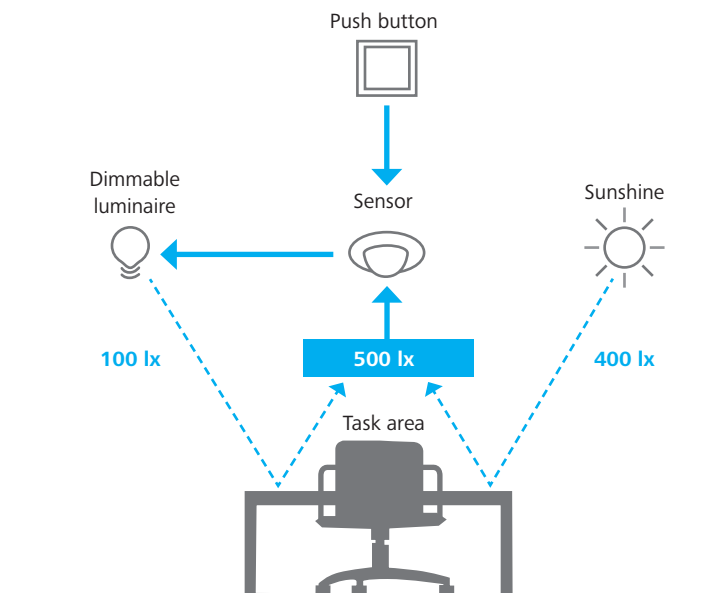 Push button
Dimmable
luminaire
Sensor
Sunshine
100 lx
500 lx
400 lx
Task area